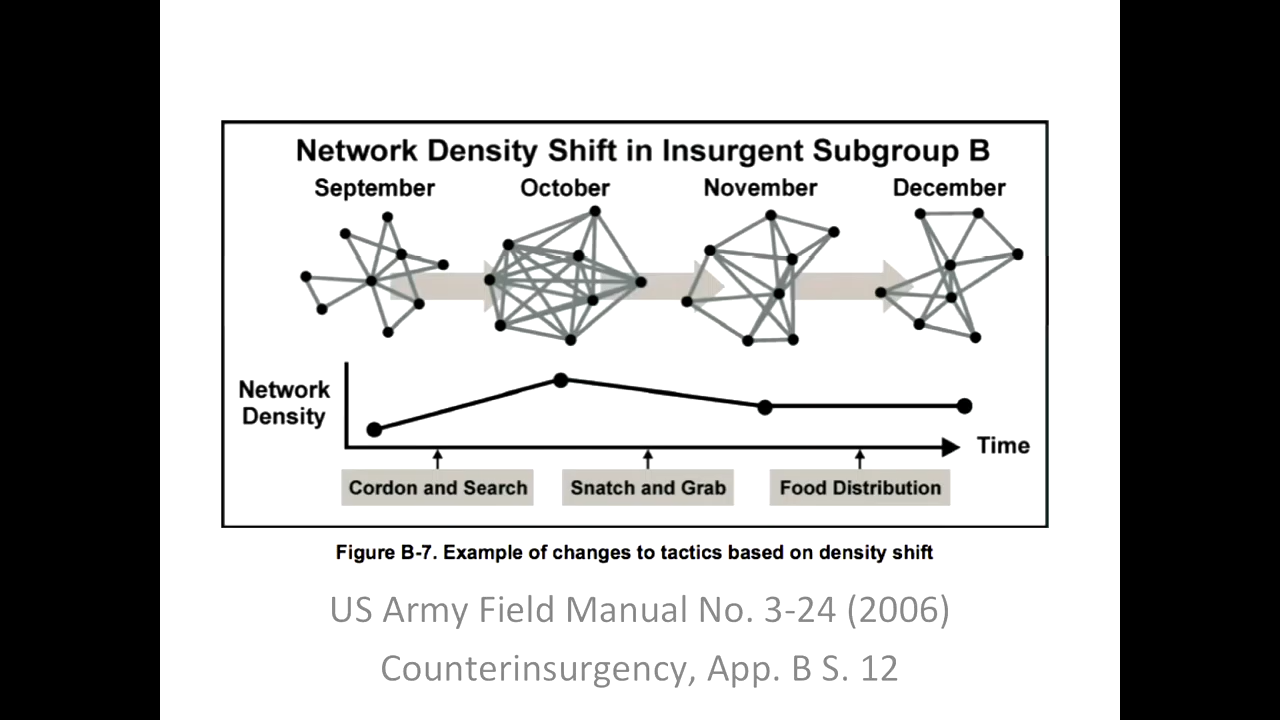 Network Density Shift in Insurgent Subgroup B
September October November December
Network
Density
Time
Cordon and Search Snatch and Grab Food Distribution
Figure B-7. Example of changes to tactics based on density shift
US Army Field Manual No. 3-24 (2006)
Counterinsurgency, App. B S. 12